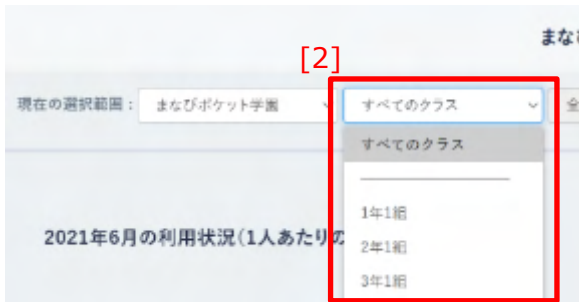 まな
[2]
現在の選択範囲： まなびポケット学園 すべてのクラス 全
すべてのクラス
1年1組
2021年6月の利用状況（1人あたりの
2年1組
3年1組